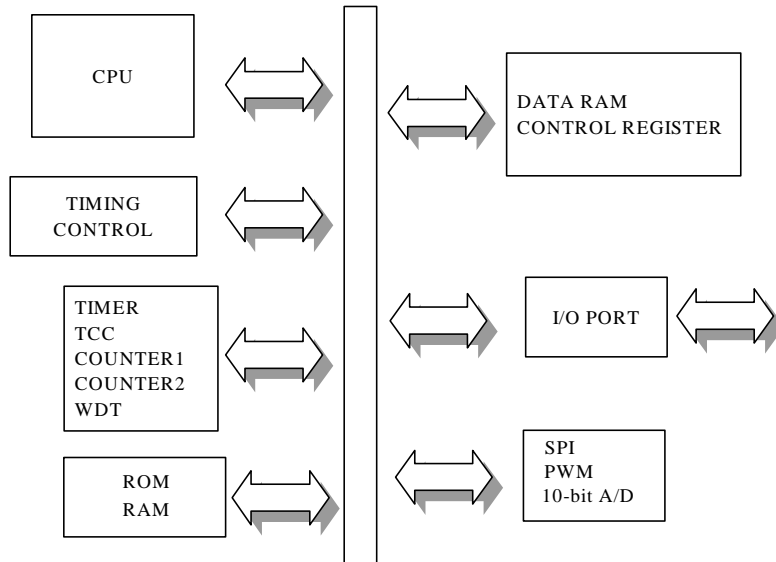 CPU
TIMING
CONTROL
TIMER
TCC
COUNTER1
COUNTER2
WDT
ROM
RAM
DATA RAM
CONTROL REGISTER
I/O PORT
SPI
PWM
10-bit A/D